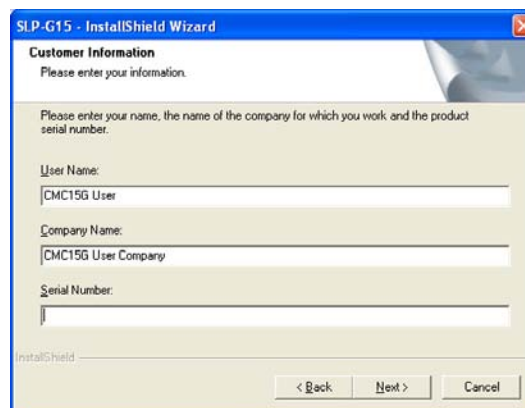 SLP-G15 - InstallShield Wizard
Customer Information
Please enter your information.
Please enter your name, the name of the company for which you work and the product
serial number.
User Name:
CMC15G User
Company Name:
CMC15G User Company
Serial Number:
InstallShield
< Back Next > Cancel